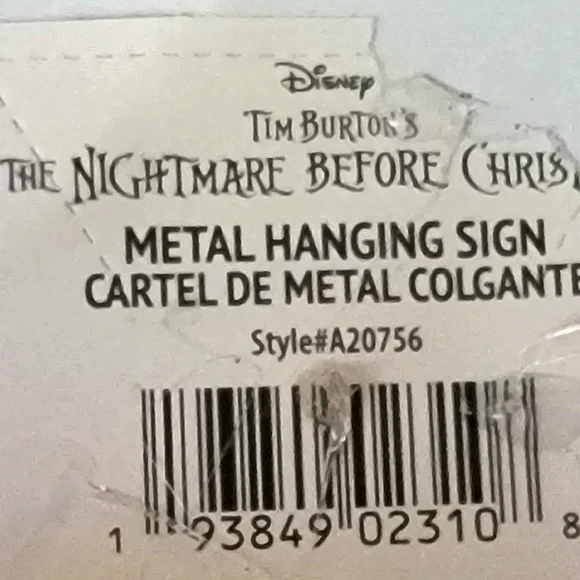 Disney
TIM BURTON'S
THE NIGHTMARE BEFORE CHRIS
METAL HANGING SIGN
CARTEL DE METAL COLGANTE
Style#A20756
1 93849 02310 8